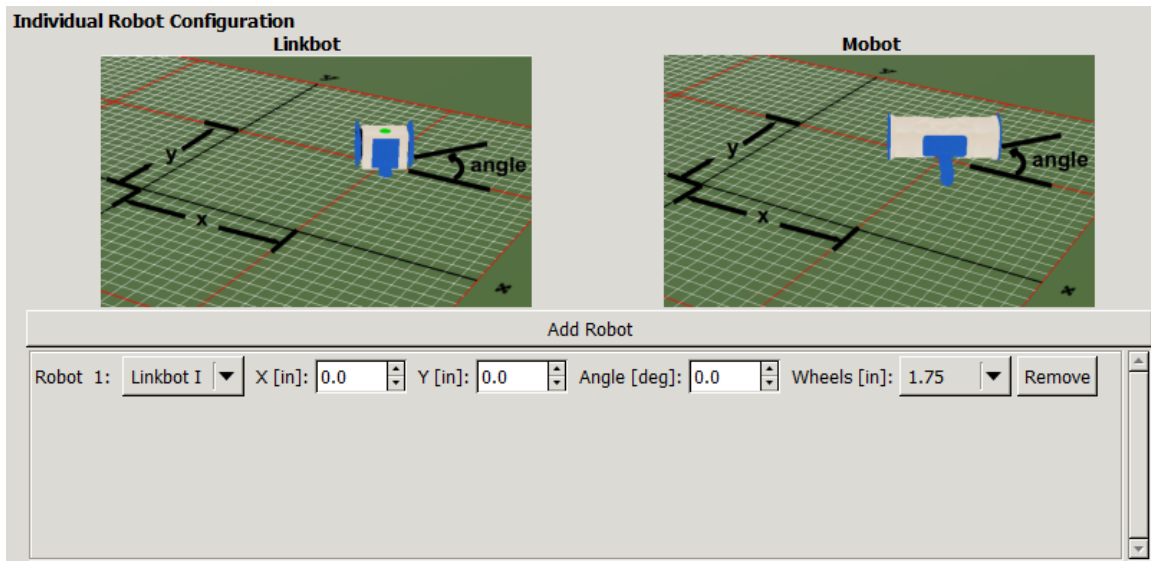 Individual Robot Configuration
Linkbot
Mobot
y
y
angle
x
x
y
y
angle
x
x
Add Robot
Robot 1: Linkbot I X [in]: 0.0 Y [in]: 0.0 Angle [deg]: 0.0 Wheels [in]: 1.75 Remove